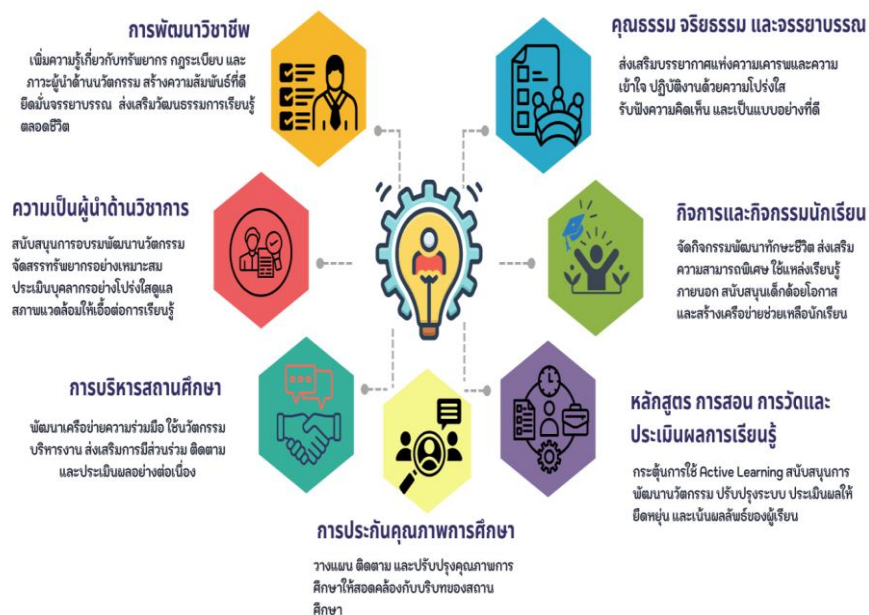 การพัฒนาวิชาชีพ
เพิ่มความรู้เกี่ยวกับทรัพยากร กฎระเบียบ และ
ภาวะผู้นำด้านนวัตกรรม สร้างความสัมพันธ์ที่ดี
ยึดมั่นจรรยาบรรณ ส่งเสริมวัฒนธรรมการเรียนรู้
ตลอดชีวิต
คุณธรรม จริยธรรม และจรรยาบรรณ
ส่งเสริมบรรยากาศแห่งความเคารพและความ
เข้าใจ ปฏิบัติงานด้วยความโปร่งใส
รับฟังความคิดเห็น และเป็นแบบอย่างที่ดี
ความเป็นผู้นำด้านวิชาการ
สนับสนุนการอบรมพัฒนานวัตกรรม
จัดสรรทรัพยากรอย่างเหมาะสม
ประเมินบุคลากรอย่างโปร่งใสดูแล
สภาพแวดล้อมให้เอื้อต่อการเรียนรู้
กิจการและกิจกรรมนักเรียน
จัดกิจกรรมพัฒนาทักษะชีวิต ส่งเสริม
ความสามารถพิเศษ ใช้แหล่งเรียนรู้
ภายนอก สนับสนุนเด็กด้อยโอกาส
และสร้างเครือข่ายช่วยเหลือนักเรียน
การบริหารสถานศึกษา
พัฒนาเครือข่ายความร่วมมือ ใช้นวัตกรรม
บริหารงาน ส่งเสริมการมีส่วนร่วม ติดตาม
และประเมินผลอย่างต่อเนื่อง
หลักสูตร การสอน การวัดและ
ประเมินผลการเรียนรู้
กระตุ้นการใช้ Active Learning สนับสนุนการ
พัฒนานวัตกรรม ปรับปรุงระบบ ประเมินผลให้
ยืดหยุ่น และเน้นผลลัพธ์ของผู้เรียน
การประกันคุณภาพการศึกษา
วางแผน ติดตาม และปรับปรุงคุณภาพการ
ศึกษาให้สอดคล้องกับบริบทของสถาน
ศึกษา